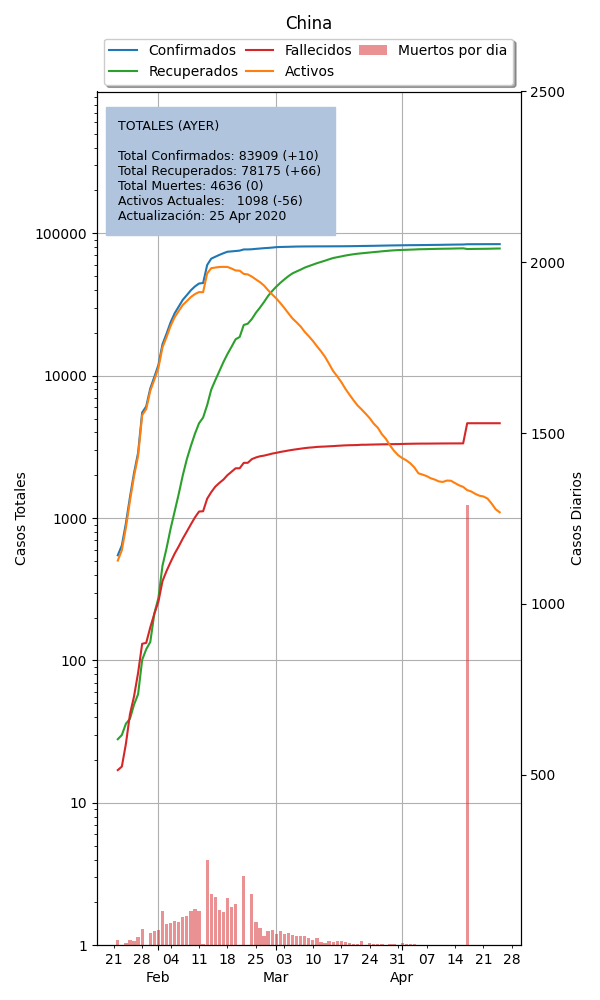 China
Confirmados Fallecidos Muertos por dia
Recuperados Activos
TOTALES (AYER)
Total Confirmados: 83909 (+10)
Total Recuperados: 78175 (+66)
Total Muertes: 4636 (0)
Activos Actuales: 1098 (-56)
Actualización: 25 Apr 2020
Casos Totales
100000
10000
1000
100
10
1
2500
2000
1500
1000
500
Casos Diarios
21 28 04 11 18 25 03 10 17 24 31 07 14 21 28
Feb Mar Apr